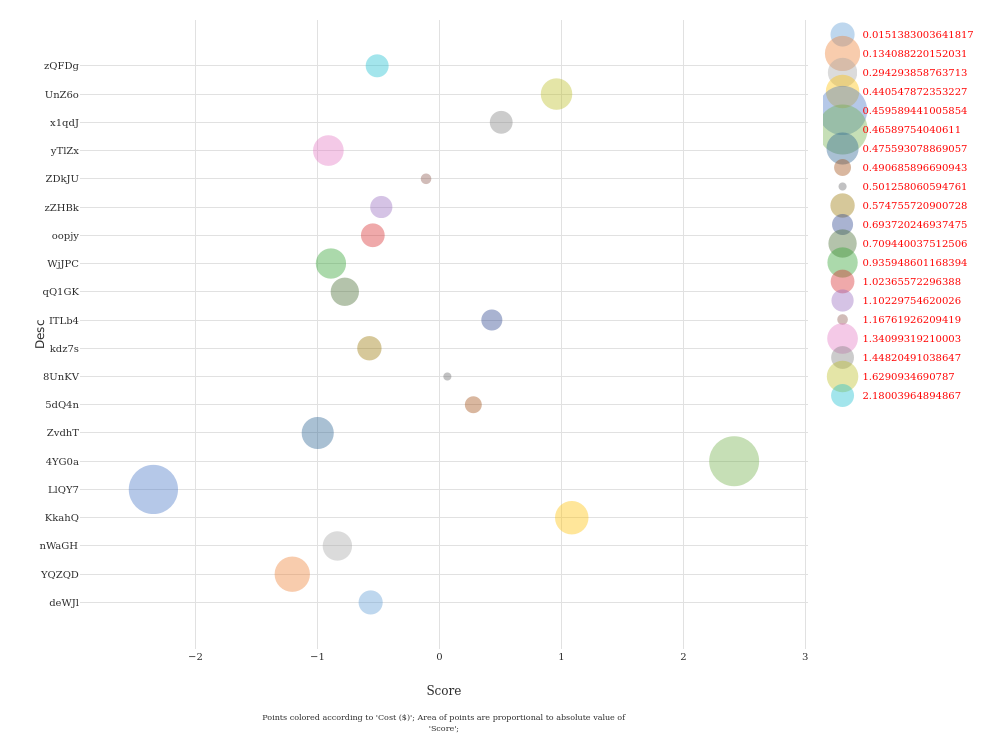 zQFDg
UnZ6o
x1qdJ
yTlZx
ZDkJU
zZHBk
oopjy
WjJPC
qQ1GK
lTLb4
kdz7s
8UnKV
5dQ4n
ZvdhT
4YG0a
LlQY7
KkahQ
nWaGH
YQZQD
deWJl
Desc
−2
−1
0
1
2
3
Score
Points colored according to 'Cost ($)'; Area of points are proportional to absolute value of
'Score';
0.0151383003641817
0.134088220152031
0.294293858763713
0.440547872353227
0.459589441005854
0.46589754040611
0.475593078869057
0.490685896690943
0.501258060594761
0.574755720900728
0.693720246937475
0.709440037512506
0.935948601168394
1.02365572296388
1.10229754620026
1.16761926209419
1.34099319210003
1.44820491038647
1.6290934690787
2.18003964894867